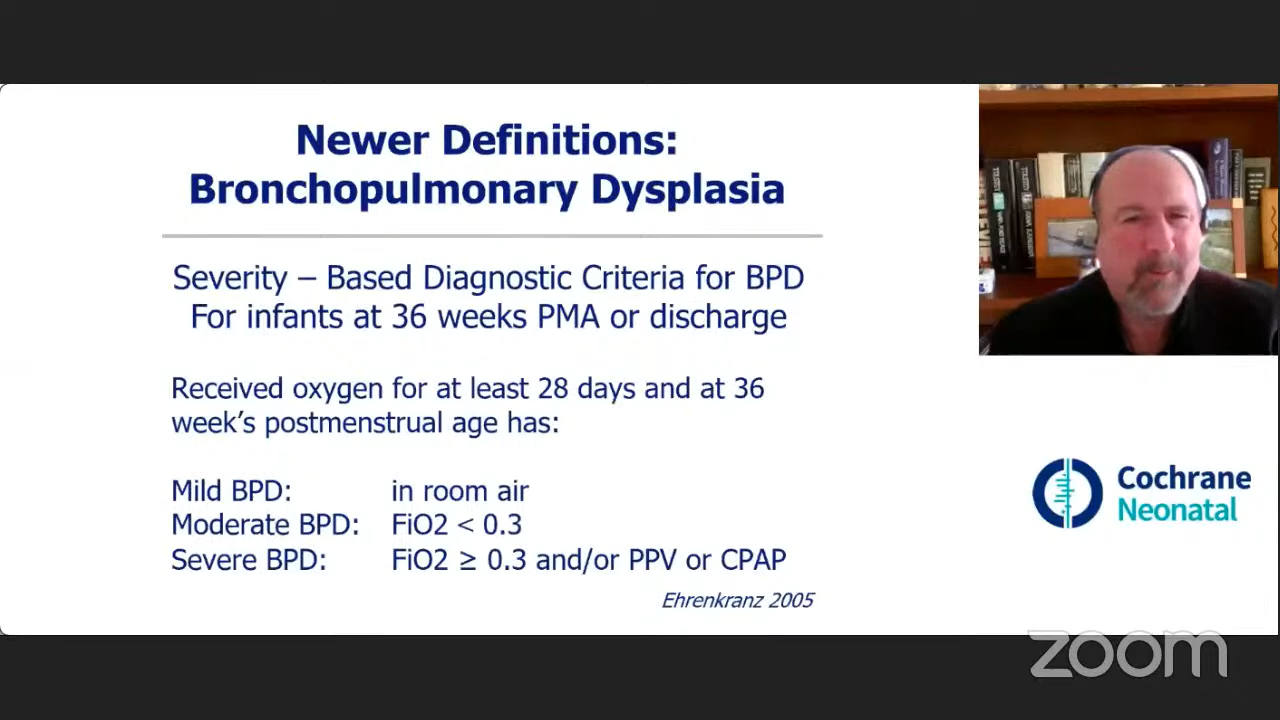 Newer Definitions:
Bronchopulmonary Dysplasia
Severity – Based Diagnostic Criteria for BPD
For infants at 36 weeks PMA or discharge
Received oxygen for at least 28 days and at 36
week’s postmenstrual age has:
Mild BPD: in room air
Moderate BPD: FiO2 < 0.3
Severe BPD: FiO2 ≥ 0.3 and/or PPV or CPAP
Ehrenkranz 2005
Cochrane
Neonatal
zoom